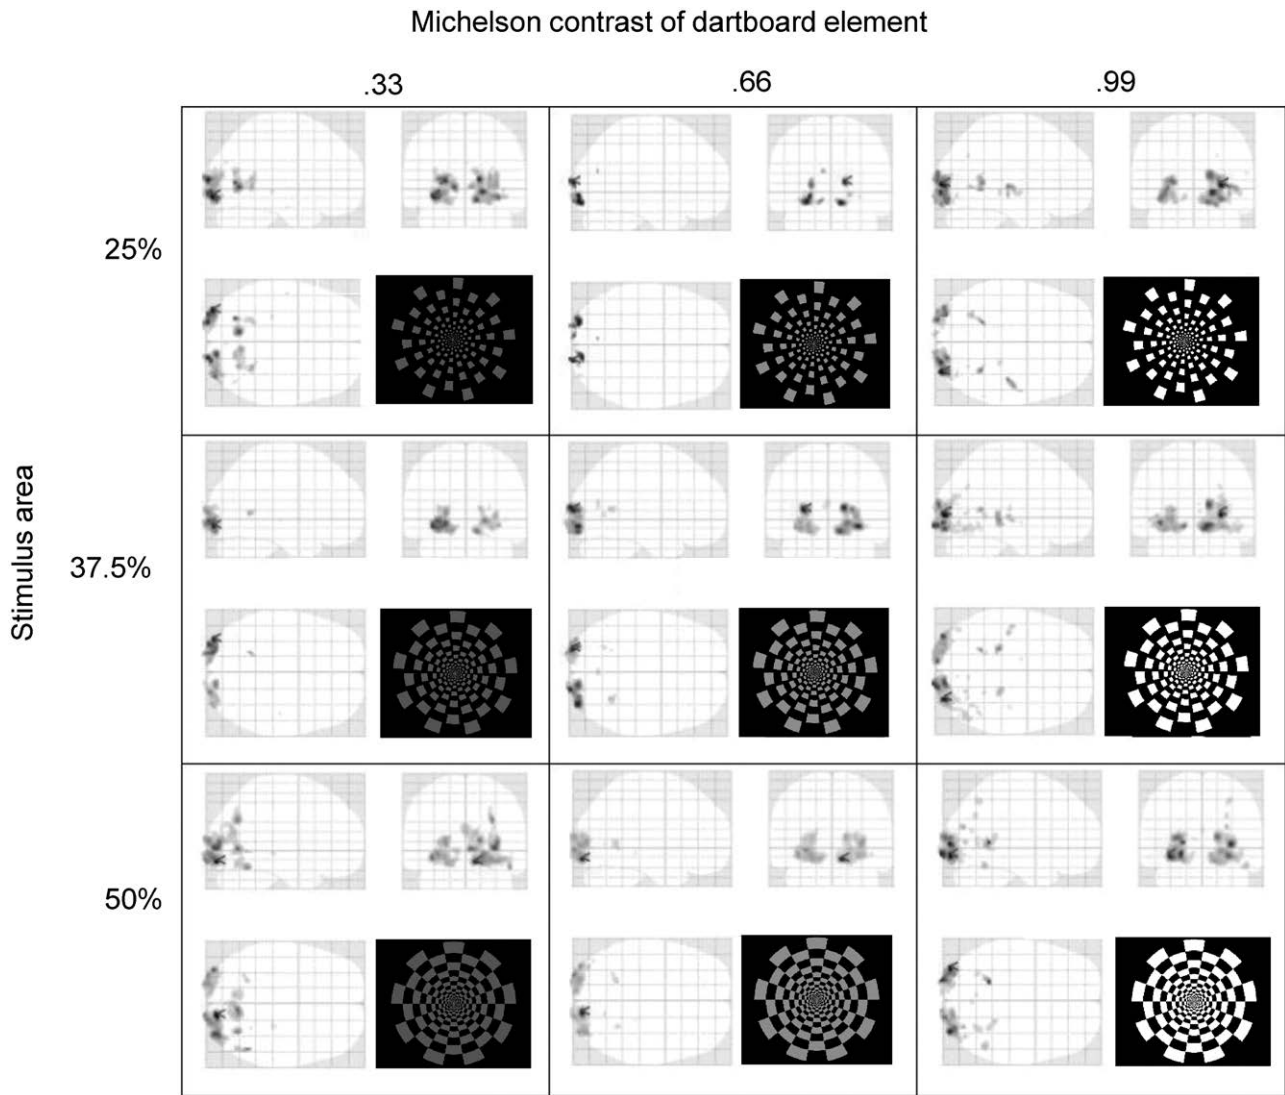 Michelson contrast of dartboard element
.33 .66 .99
25%
Stimulus area
37.5%
50%